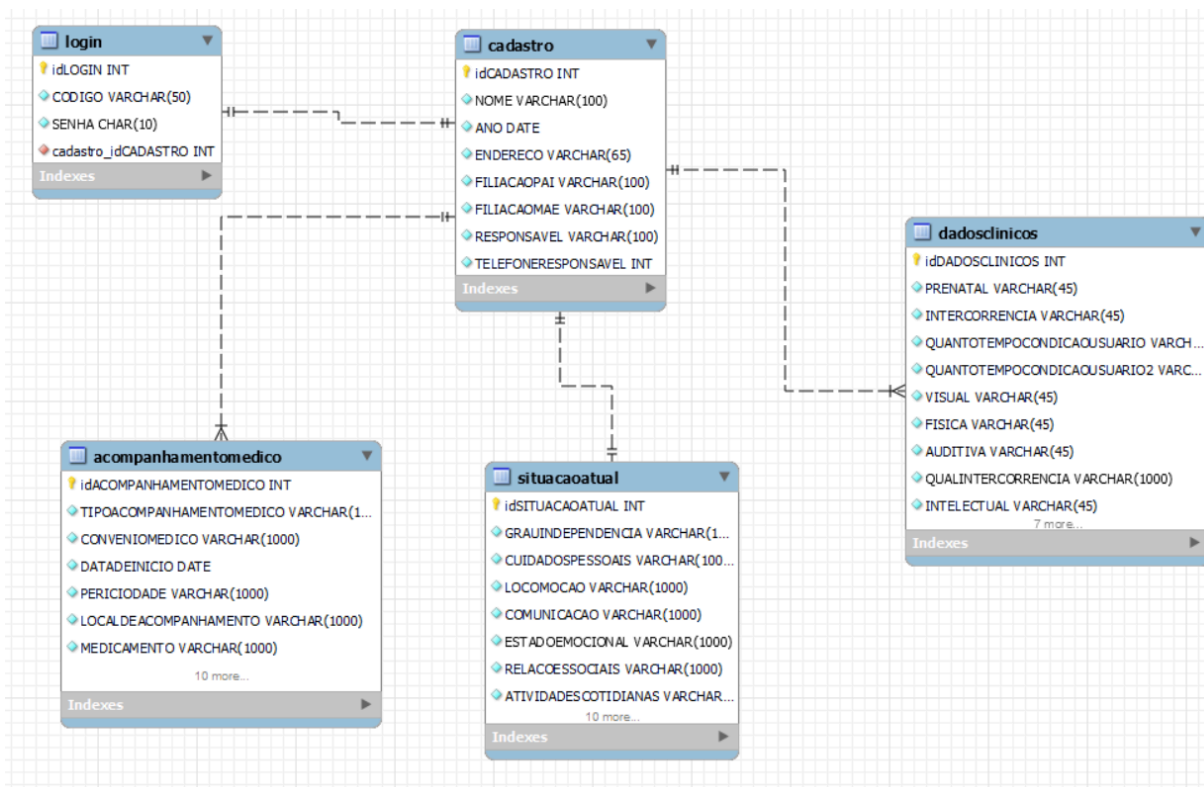 login
idLOGIN INT
CODIGO VARCHAR(50)
SENHA CHAR(10)
cadastro_idCADASTRO INT
Indexes
cadastro
idCADASTRO INT
NOME VARCHAR(100)
ANO DATE
ENDERECO VARCHAR(65)
FILIACAOPAI VARCHAR(100)
FILIACAOMAE VARCHAR(100)
RESPONSAVEL VARCHAR(100)
TELEFONERESPONSAVEL INT
Indexes
dadosclinicos
idDADOSCLINICOS INT
PRENATAL VARCHAR(45)
INTERCORRENCIA VARCHAR(45)
QUANTOTEMPOCONDICAOUSUARIO VARCH...
QUANTOTEMPOCONDICAOUSUARIO2 VARC...
VISUAL VARCHAR(45)
FISICA VARCHAR(45)
AUDITIVA VARCHAR(45)
QUALINTERCORRENCIA VARCHAR(1000)
INTELECTUAL VARCHAR(45)
7 more...
Indexes
acompanhamentomedico
idACOMPANHAMENTOMEDICO INT
TIPOACOMPANHAMENTOMEDICO VARCHAR(1...
CONVENIOMEDICO VARCHAR(1000)
DATADEINICIO DATE
PERICIODADE VARCHAR(1000)
LOCALDEACOMPANHAMENTO VARCHAR(1000)
MEDICAMENTO VARCHAR(1000)
10 more...
Indexes
situacaoatual
idSITUACAOATUAL INT
GRAUINDEPENDENCIA VARCHAR(1...
CUIDADOSPESSOAIS VARCHAR(100...
LOCOMOCAO VARCHAR(1000)
COMUNICACAO VARCHAR(1000)
ESTADOEMOCIONAL VARCHAR(1000)
RELACOESSOCIAIS VARCHAR(1000)
ATIVIDADESCOTIDIANAS VARCHAR...
10 more...
Indexes